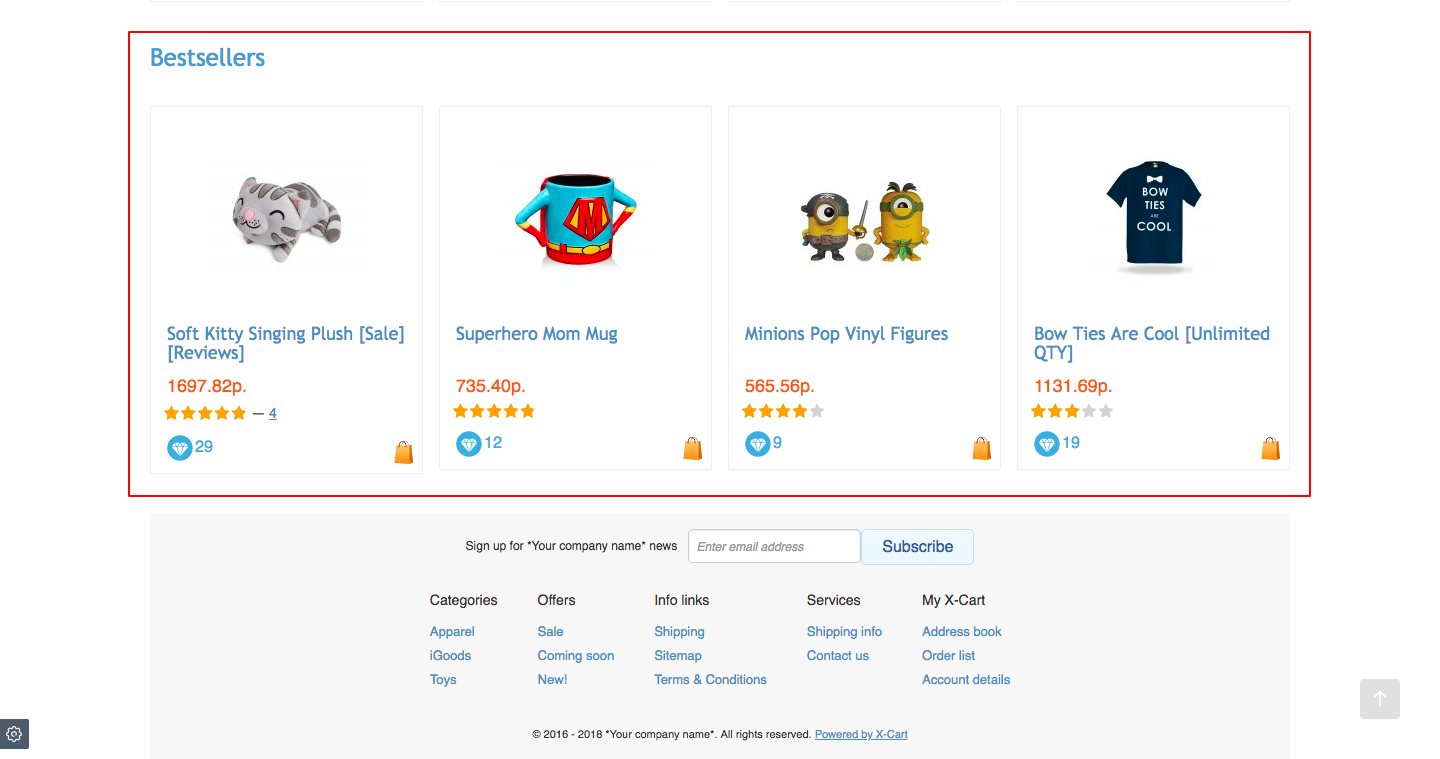 Bestsellers
M
BOW
TIES
ARE
COOL
Soft Kitty Singing Plush [Sale]
[Reviews]
1697.82р.
— 4
29
Superhero Mom Mug
735.40р.
12
Minions Pop Vinyl Figures
565.56р.
9
Bow Ties Are Cool [Unlimited
QTY]
1131.69р.
19
Sign up for *Your company name* news
Enter email address
Subscribe
Categories
Apparel
iGoods
Toys
Offers
Sale
Coming soon
New!
Info links
Shipping
Sitemap
Terms & Conditions
Services
Shipping info
Contact us
My X-Cart
Address book
Order list
Account details
© 2016 - 2018 *Your company name*. All rights reserved. Powered by X-Cart